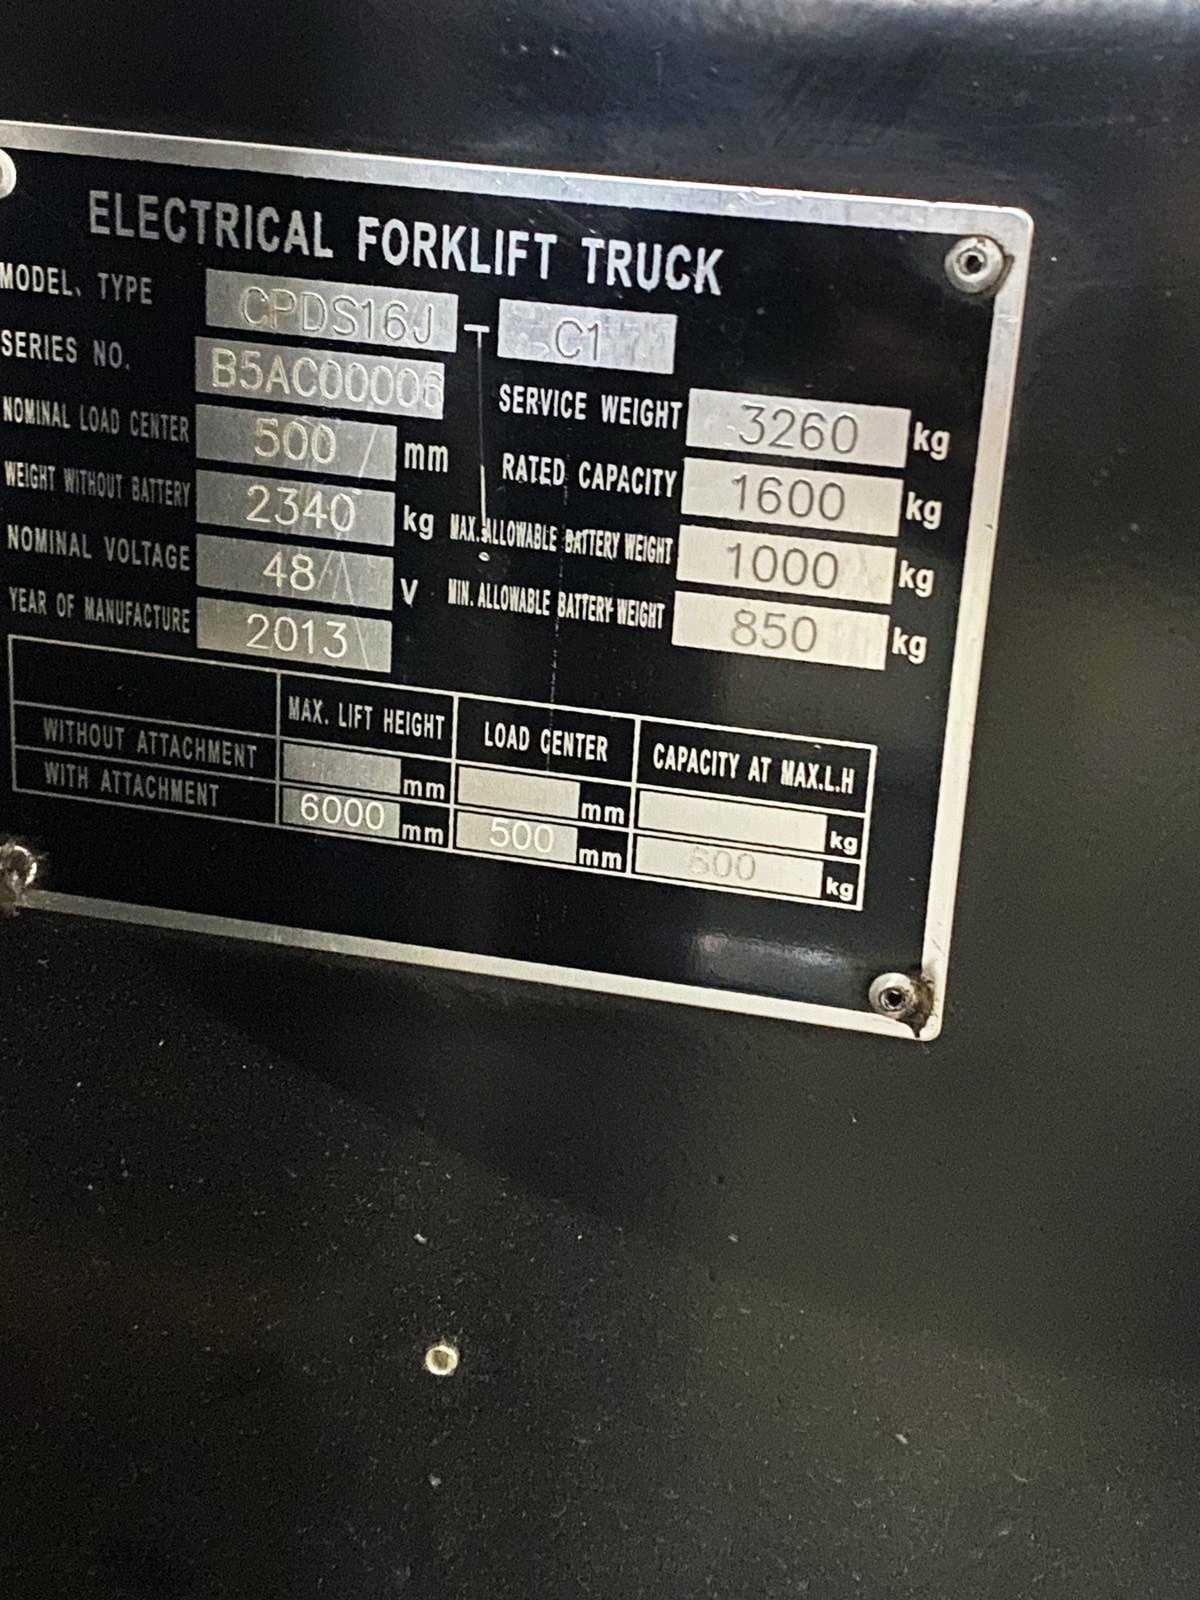 ELECTRICAL FORKLIFT TRUCK
MODEL、TYPE CPDS16J - C1
SERIES NO. B5AC00006
NOMINAL LOAD CENTER 500 mm
WEIGHT WITHOUT BATTERY 2340 kg
NOMINAL VOLTAGE 48 V
YEAR OF MANUFACTURE 2013
SERVICE WEIGHT 3260 kg
RATED CAPACITY 1600 kg
MAX. ALLOWABLE BATTERY WEIGHT 1000 kg
MIN. ALLOWABLE BATTERY WEIGHT 850 kg
MAX. LIFT HEIGHT LOAD CENTER CAPACITY AT MAX.L.H
WITHOUT ATTACHMENT mm mm kg
WITH ATTACHMENT 6000 mm 500 mm kg